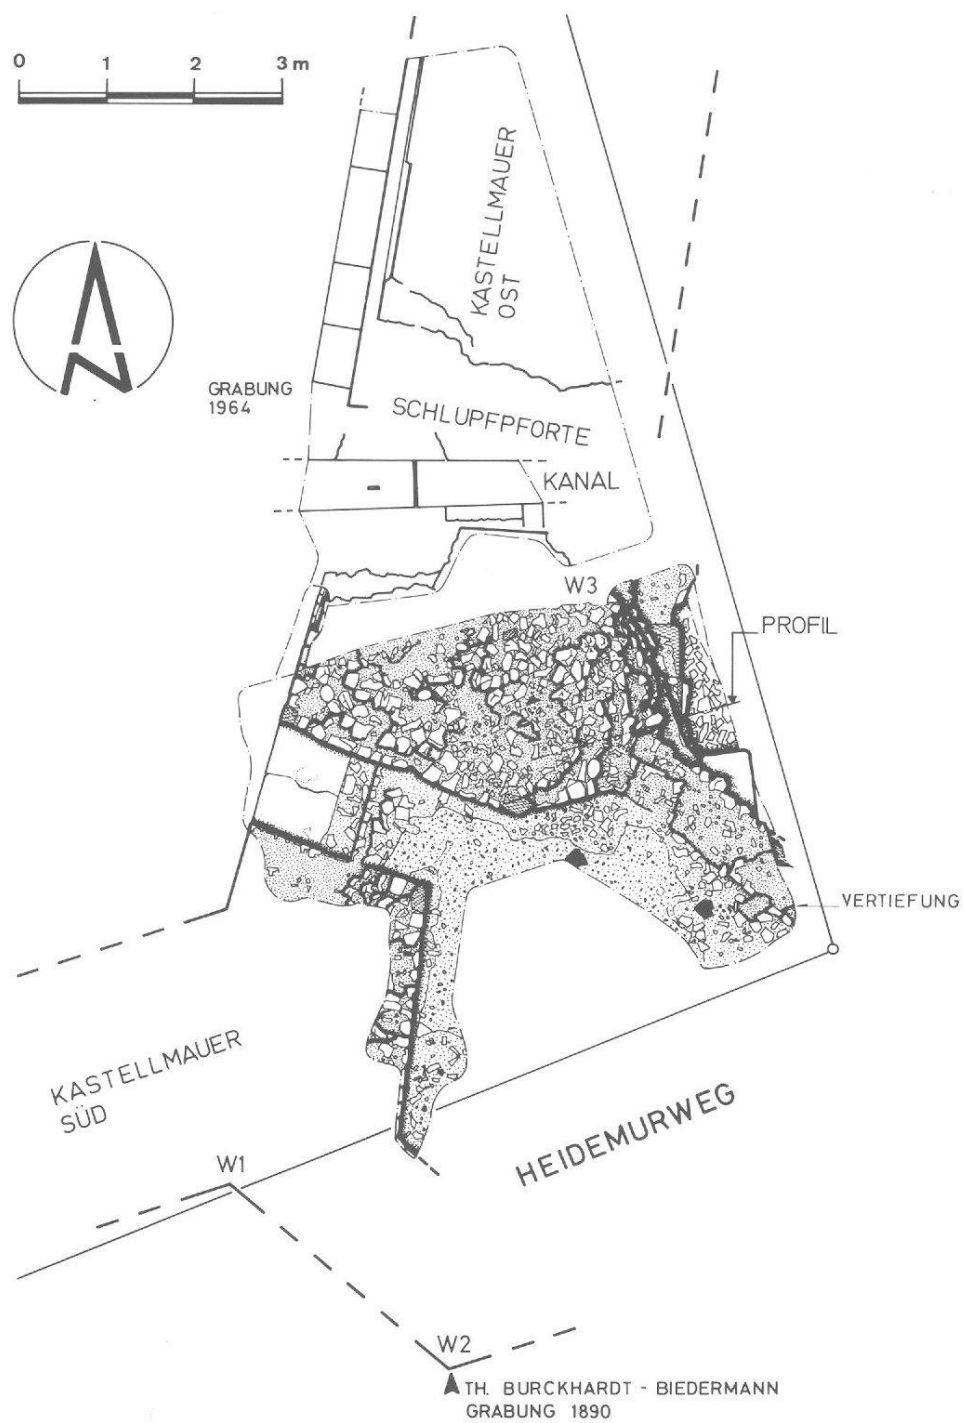 0 1 2 3 m
KASTELLMAUER
OST
GRABUNG
1964
SCHLUPFPFORTE
KANAL
W3
PROFIL
VERTIEFUNG
KASTELLMAUER
SÜD
HEIDEMURWEG
W1
W2
TH. BURCKHARDT - BIEDERMANN
GRABUNG 1890